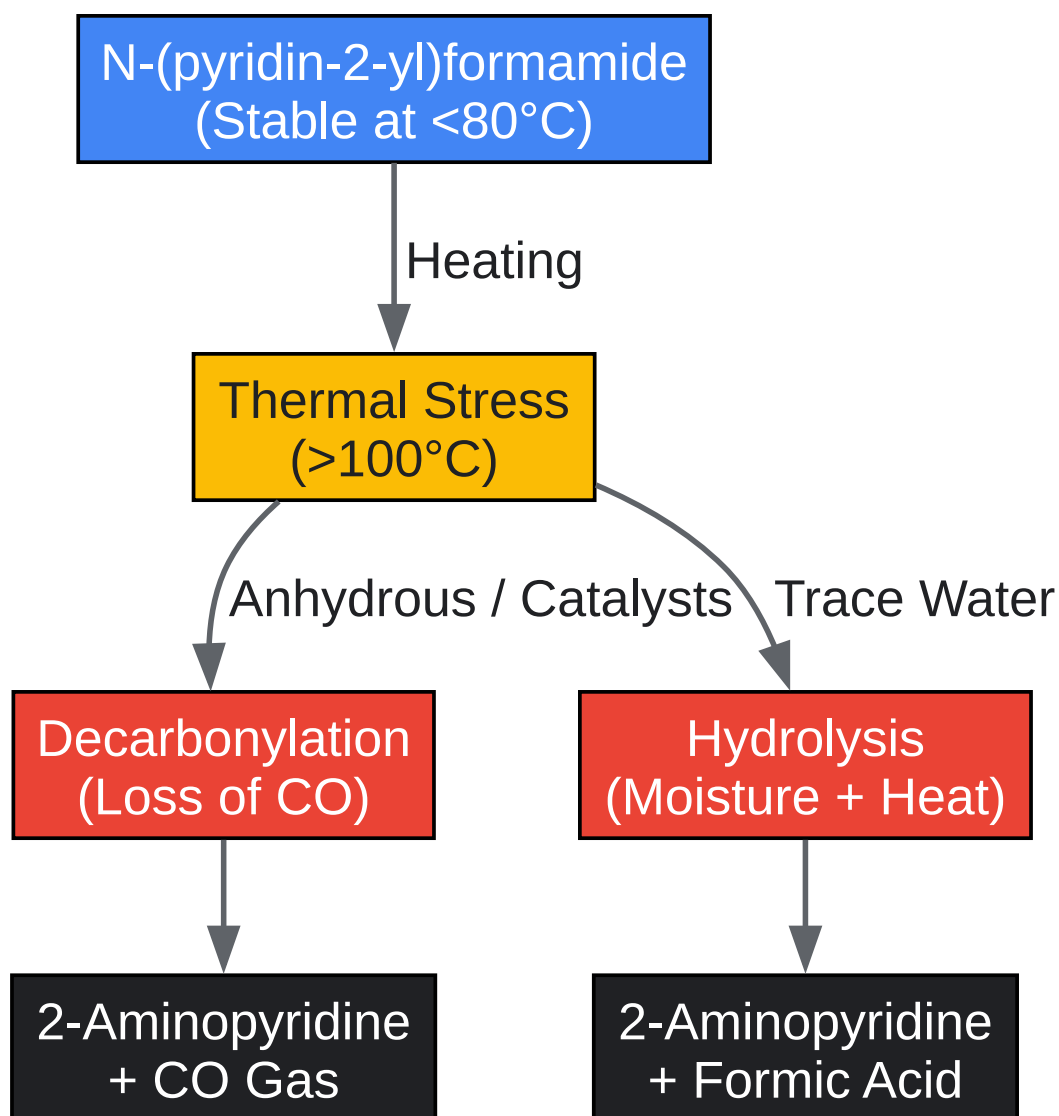 N-(pyridin-2-yl)formamide
(Stable at <80°C)
Heating
Thermal Stress
(>100°C)
Anhydrous / Catalysts
Trace Water
Decarbonylation
(Loss of CO)
Hydrolysis
(Moisture + Heat)
2-Aminopyridine
+ CO Gas
2-Aminopyridine
+ Formic Acid